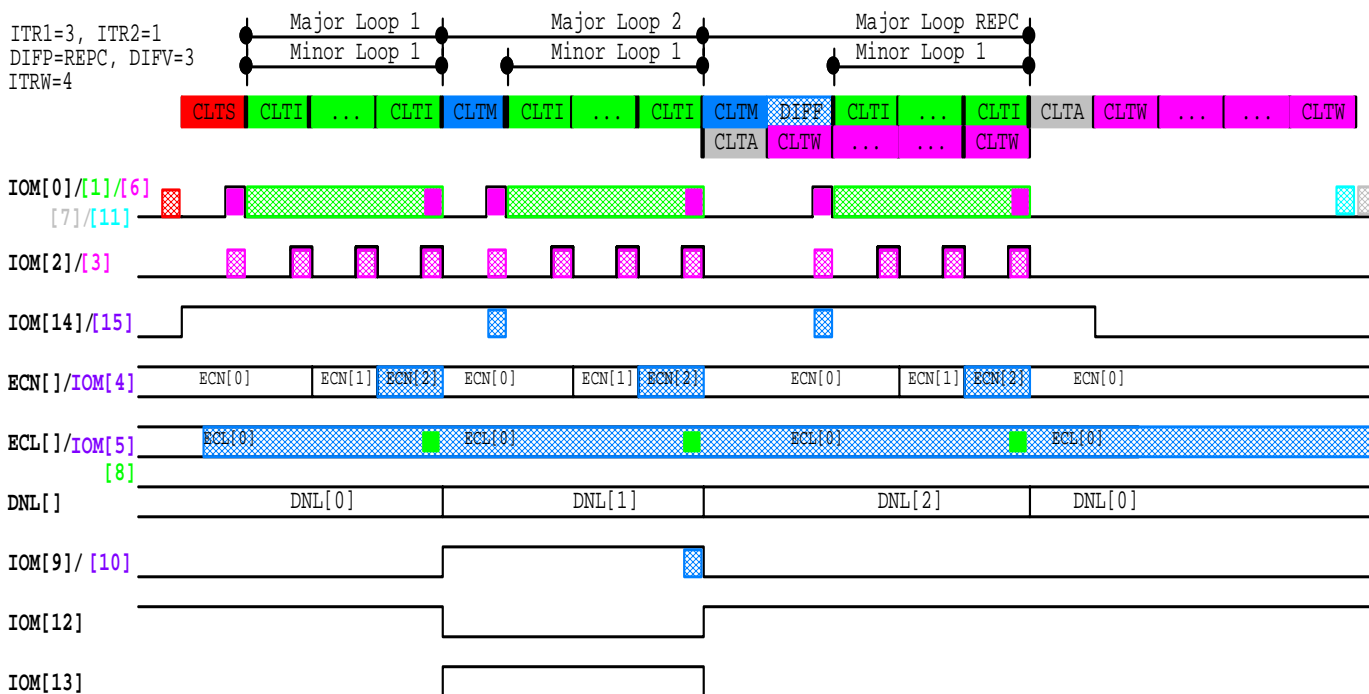 Major Loop 1 Major Loop 2 Major Loop REPC
ITR1=3, ITR2=1
Minor Loop 1 Minor Loop 1 Minor Loop 1
DIFP=REPC, DIFV=3
ITRW=4
CLTS CLTI ... CLTI CLTM CLTI ... CLTI CLTM DIFF CLTI ... CLTI CLTA CLTW ... ... CLTW
CLTA CLTW ... ... CLTW
IOM[0]/[1]/[6]
[7]/[11]
IOM[2]/[3]
IOM[14]/[15]
ECN[]/IOM[4] ECN[0] ECN[1] ECN[2] ECN[0] ECN[1] ECN[2] ECN[0] ECN[1] ECN[2] ECN[0]
ECL[]/IOM[5] ECL[0] ECL[0] ECL[0] ECL[0]
[8]
DNL[] DNL[0] DNL[1] DNL[2] DNL[0]
IOM[9]/ [10]
IOM[12]
IOM[13]